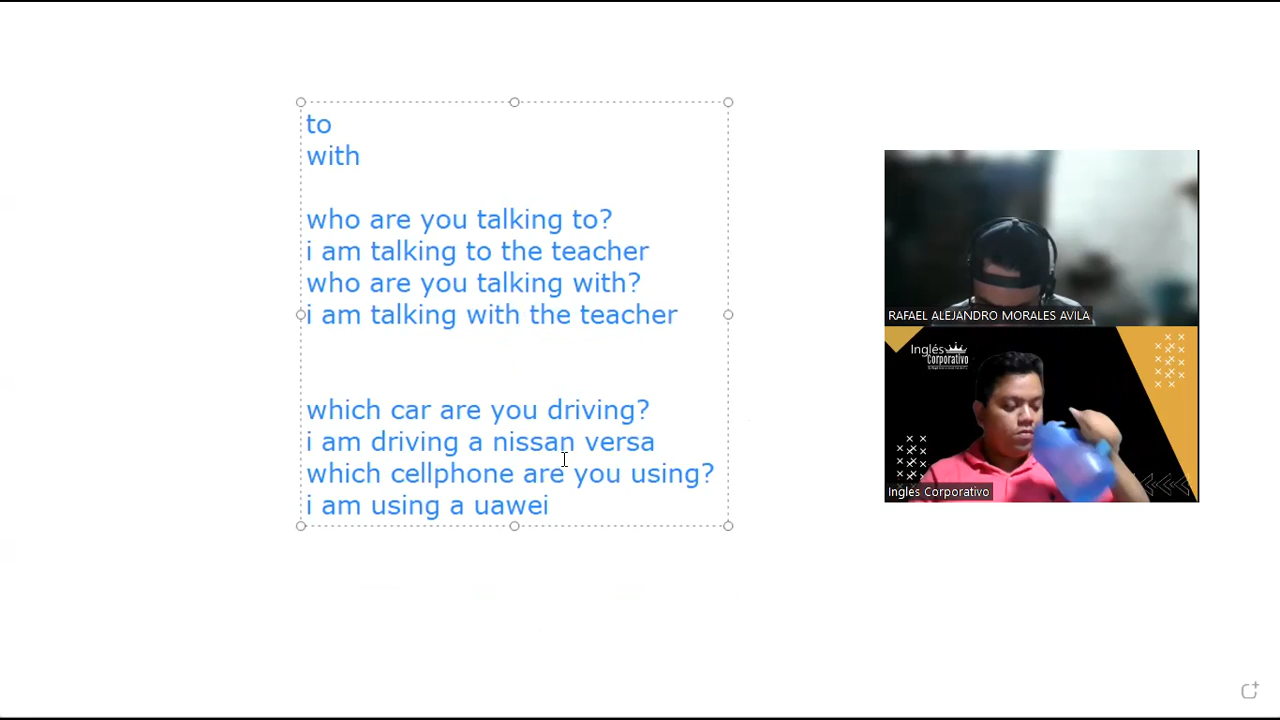 to
with
who are you talking to?
i am talking to the teacher
who are you talking with?
i am talking with the teacher
which car are you driving?
i am driving a nissan versa
which cellphone are you using?
i am using a uawei
RAFAEL ALEJANDRO MORALES AVILA
Inglés
Corporativo
Ingles Corporativo